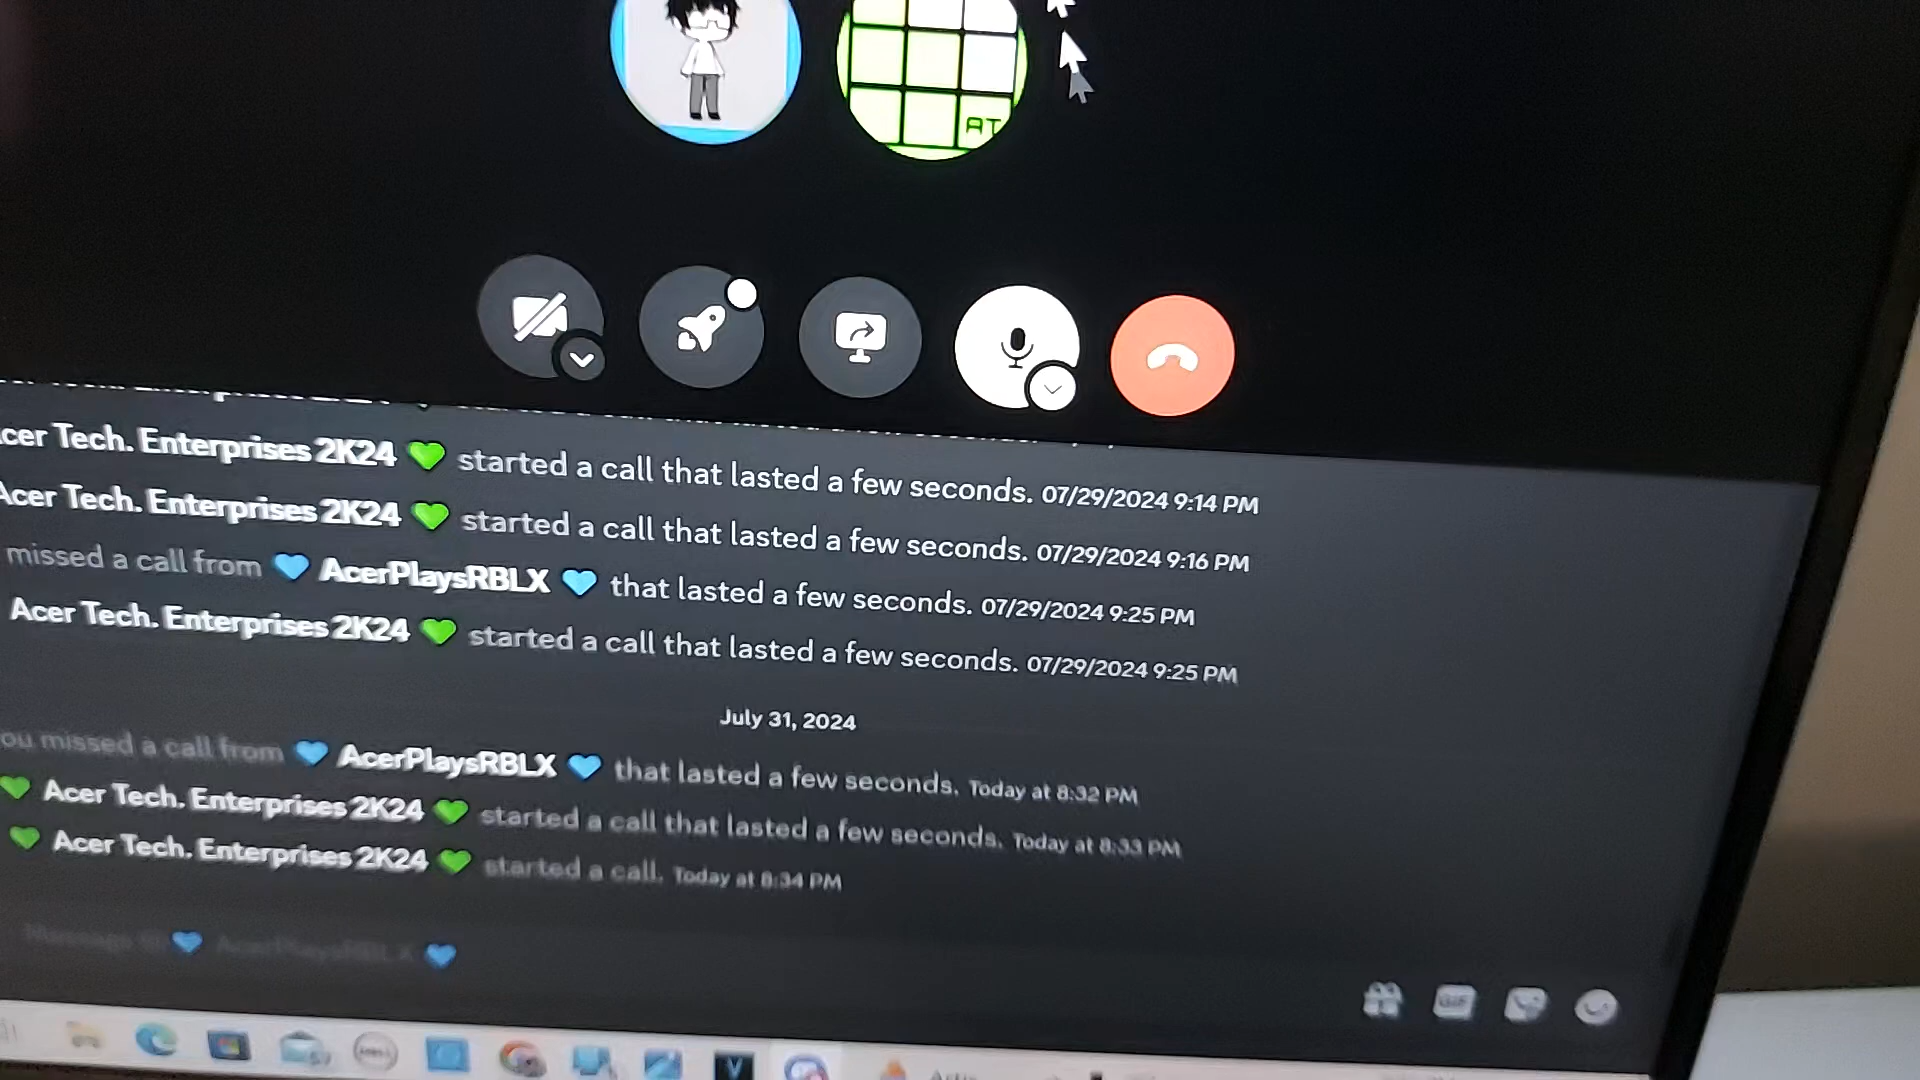 AT
cer Tech. Enterprises 2K24 💚 started a call that lasted a few seconds. 07/29/2024 9:14 PM
Acer Tech. Enterprises 2K24 💚 started a call that lasted a few seconds. 07/29/2024 9:16 PM
missed a call from 💙 AcerPlaysRBLX 💙 that lasted a few seconds. 07/29/2024 9:25 PM
Acer Tech. Enterprises 2K24 💚 started a call that lasted a few seconds. 07/29/2024 9:25 PM
July 31, 2024
ou missed a call from 💙 AcerPlaysRBLX 💙 that lasted a few seconds. Today at 8:32 PM
💚 Acer Tech. Enterprises 2K24 💚 started a call that lasted a few seconds. Today at 8:33 PM
💚 Acer Tech. Enterprises 2K24 💚 started a call. Today at 8:34 PM
Message 💙 AcerPlaysRBLX 💙
GIF